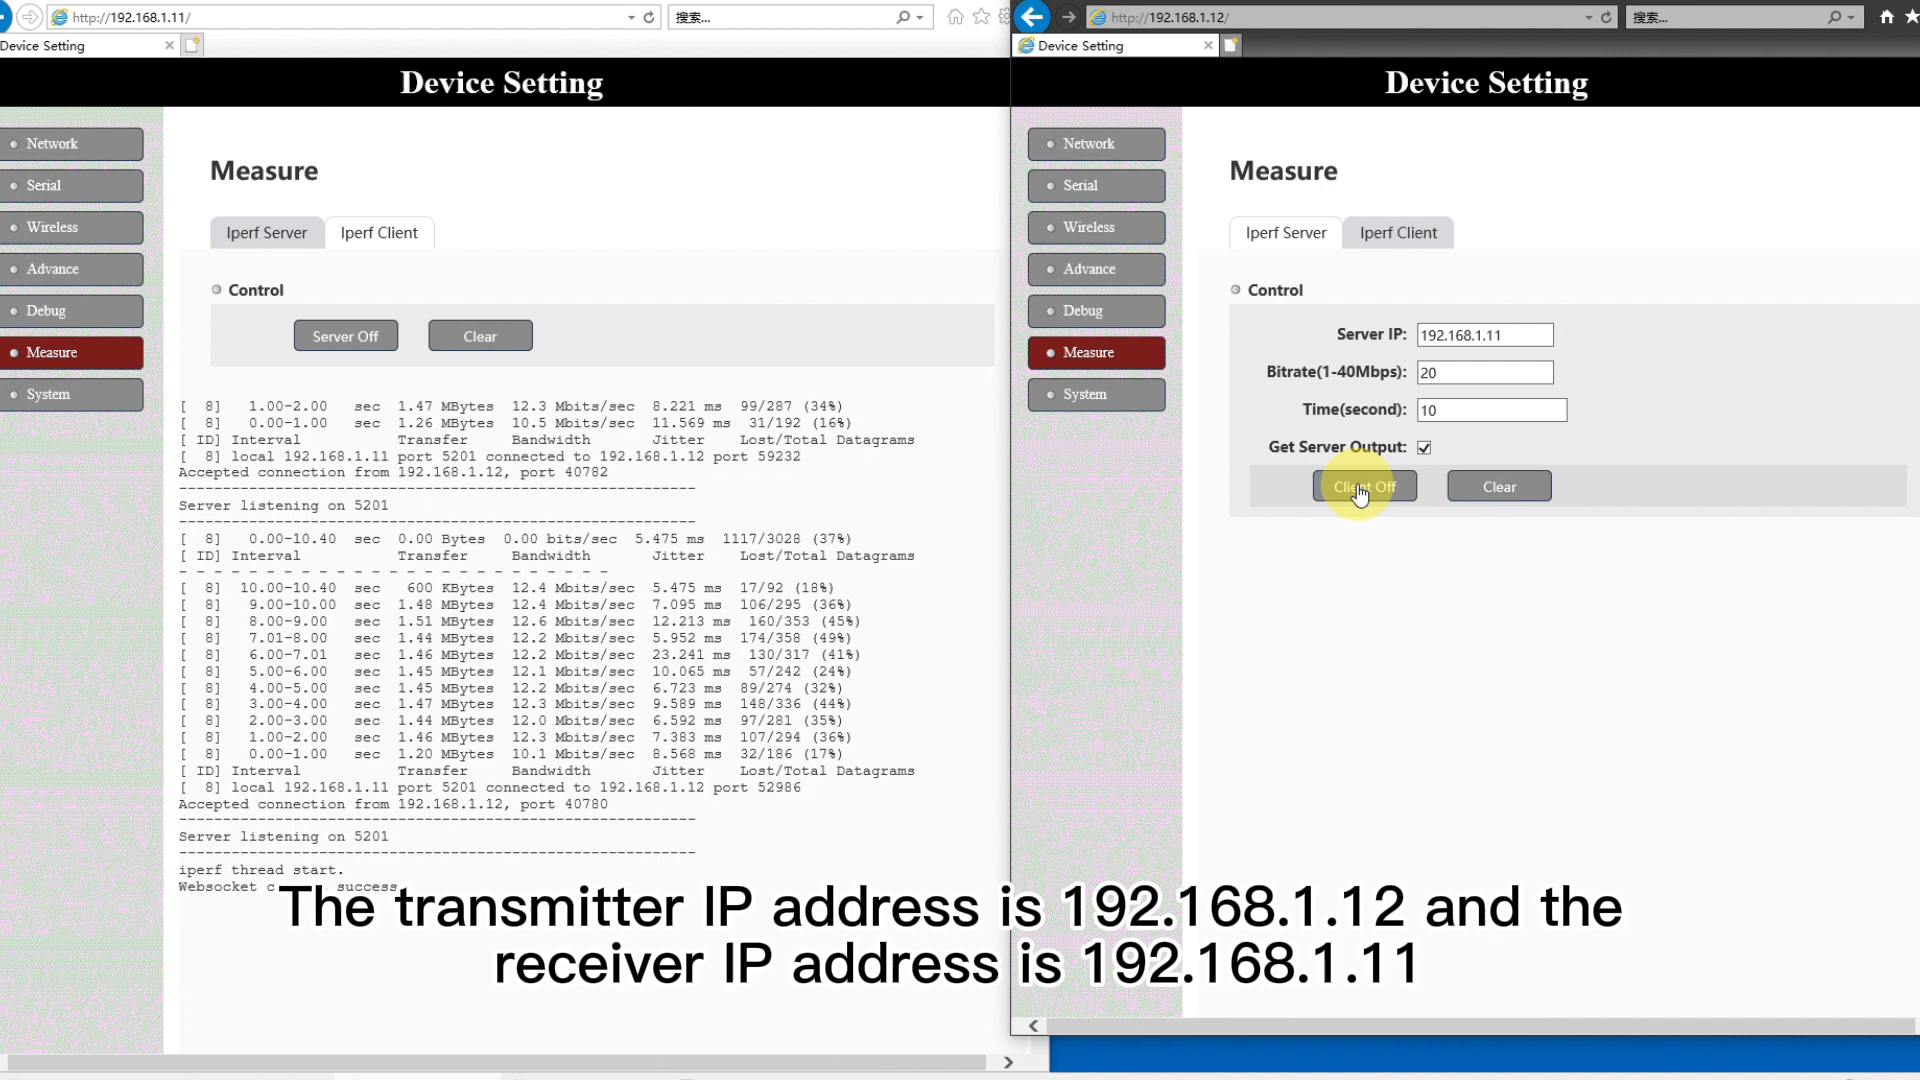 http://192.168.1.11/
搜索...
Device Setting
Device Setting
Network
Serial
Wireless
Advance
Debug
Measure
System
Measure
Iperf Server
Iperf Client
Control
Server Off
Clear
[  8]   1.00-2.00   sec  1.47 MBytes  12.3 Mbits/sec  8.221 ms  99/287 (34%)
[  8]   0.00-1.00   sec  1.26 MBytes  10.5 Mbits/sec  11.569 ms  31/192 (16%)
[ ID] Interval           Transfer     Bandwidth       Jitter    Lost/Total Datagrams
[  8] local 192.168.1.11 port 5201 connected to 192.168.1.12 port 59232
Accepted connection from 192.168.1.12, port 40782
------------------------------------------------------------
Server listening on 5201
------------------------------------------------------------
[  8]   0.00-10.40  sec  0.00 Bytes  0.00 bits/sec  5.475 ms  1117/3028 (37%)
[ ID] Interval           Transfer     Bandwidth       Jitter    Lost/Total Datagrams
- - - - - - - - - - - - - - - - - - - - - - - - -
[  8]  10.00-10.40  sec   600 KBytes  12.4 Mbits/sec  5.475 ms  17/92 (18%)
[  8]   9.00-10.00  sec  1.48 MBytes  12.4 Mbits/sec  7.095 ms  106/295 (36%)
[  8]   8.00-9.00   sec  1.51 MBytes  12.6 Mbits/sec  12.213 ms  160/353 (45%)
[  8]   7.01-8.00   sec  1.44 MBytes  12.2 Mbits/sec  5.952 ms  174/358 (49%)
[  8]   6.00-7.01   sec  1.46 MBytes  12.2 Mbits/sec  23.241 ms  130/317 (41%)
[  8]   5.00-6.00   sec  1.45 MBytes  12.1 Mbits/sec  10.065 ms  57/242 (24%)
[  8]   4.00-5.00   sec  1.45 MBytes  12.2 Mbits/sec  6.723 ms  89/274 (32%)
[  8]   3.00-4.00   sec  1.47 MBytes  12.3 Mbits/sec  9.589 ms  148/336 (44%)
[  8]   2.00-3.00   sec  1.44 MBytes  12.0 Mbits/sec  6.592 ms  97/281 (35%)
[  8]   1.00-2.00   sec  1.46 MBytes  12.3 Mbits/sec  7.383 ms  107/294 (36%)
[  8]   0.00-1.00   sec  1.20 MBytes  10.1 Mbits/sec  8.568 ms  32/186 (17%)
[ ID] Interval           Transfer     Bandwidth       Jitter    Lost/Total Datagrams
[  8] local 192.168.1.11 port 5201 connected to 192.168.1.12 port 52986
Accepted connection from 192.168.1.12, port 40780
------------------------------------------------------------
Server listening on 5201
------------------------------------------------------------
iperf thread start.
Websocket success
http://192.168.1.12/
搜索...
Device Setting
Device Setting
Network
Serial
Wireless
Advance
Debug
Measure
System
Measure
Iperf Server
Iperf Client
Control
Server IP: 192.168.1.11
Bitrate(1-40Mbps): 20
Time(second): 10
Get Server Output:
Client Off
Clear
The transmitter IP address is 192.168.1.12 and the
receiver IP address is 192.168.1.11